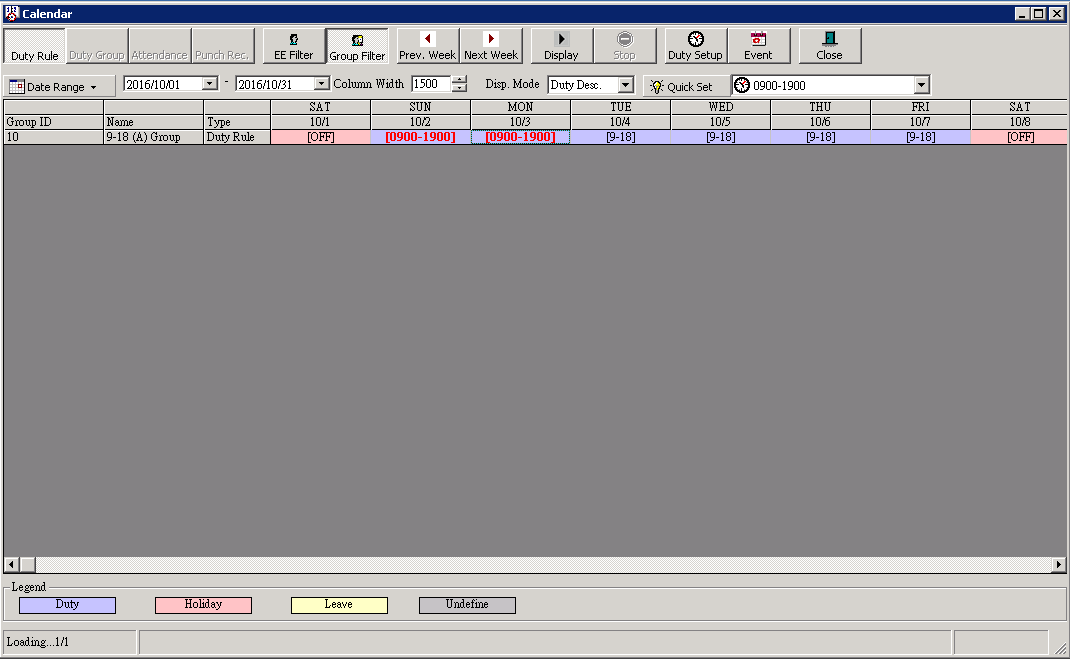 Calendar
Duty Rule Duty Group Attendance Punch Rec. EE Filter Group Filter Prev. Week Next Week Display Stop Duty Setup Event Close
Date Range 2016/10/01 - 2016/10/31 Column Width 1500 Disp. Mode Duty Desc. Quick Set 0900-1900
SAT SUN MON TUE WED THU FRI SAT
Group ID Name Type 10/1 10/2 10/3 10/4 10/5 10/6 10/7 10/8
10 9-18 (A) Group Duty Rule [OFF] [0900-1900] [0900-1900] [9-18] [9-18] [9-18] [9-18] [OFF]
Legend
Duty Holiday Leave Undefine
Loading...1/1